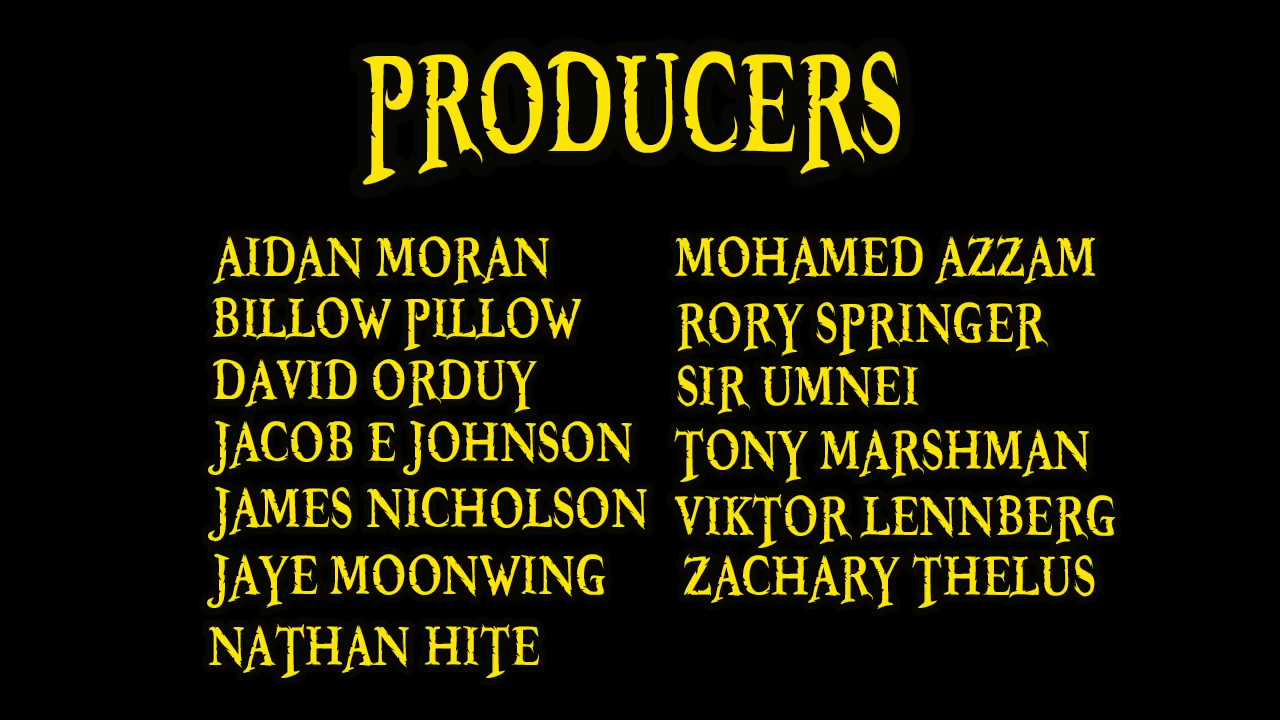 PRODUCERS
AIDAN MORAN
BILLOW PILLOW
DAVID ORDUY
JACOB E JOHNSON
JAMES NICHOLSON
JAYE MOONWING
NATHAN HITE
MOHAMED AZZAM
RORY SPRINGER
SIR UMNEI
TONY MARSHMAN
VIKTOR LENNBERG
ZACHARY THELUS